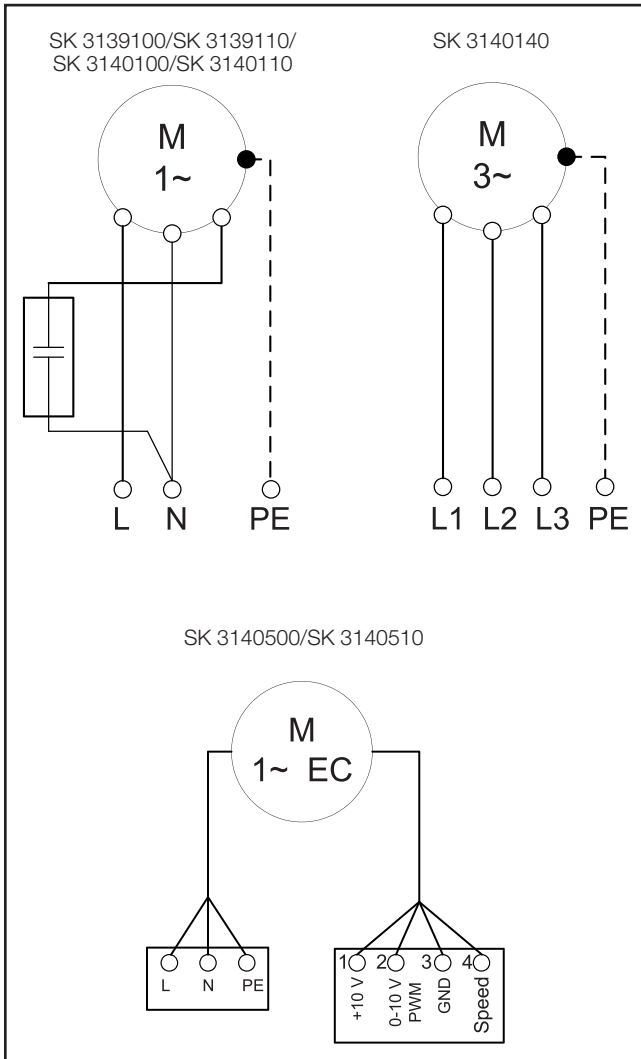 SK 3139100/SK 3139110/
SK 3140100/SK 3140110
M
1~
L N PE
SK 3140140
M
3~
L1 L2 L3 PE
SK 3140500/SK 3140510
M
1~ EC
L N PE
1 2 3 4
+10 V
0-10 V
PWM
GND
Speed